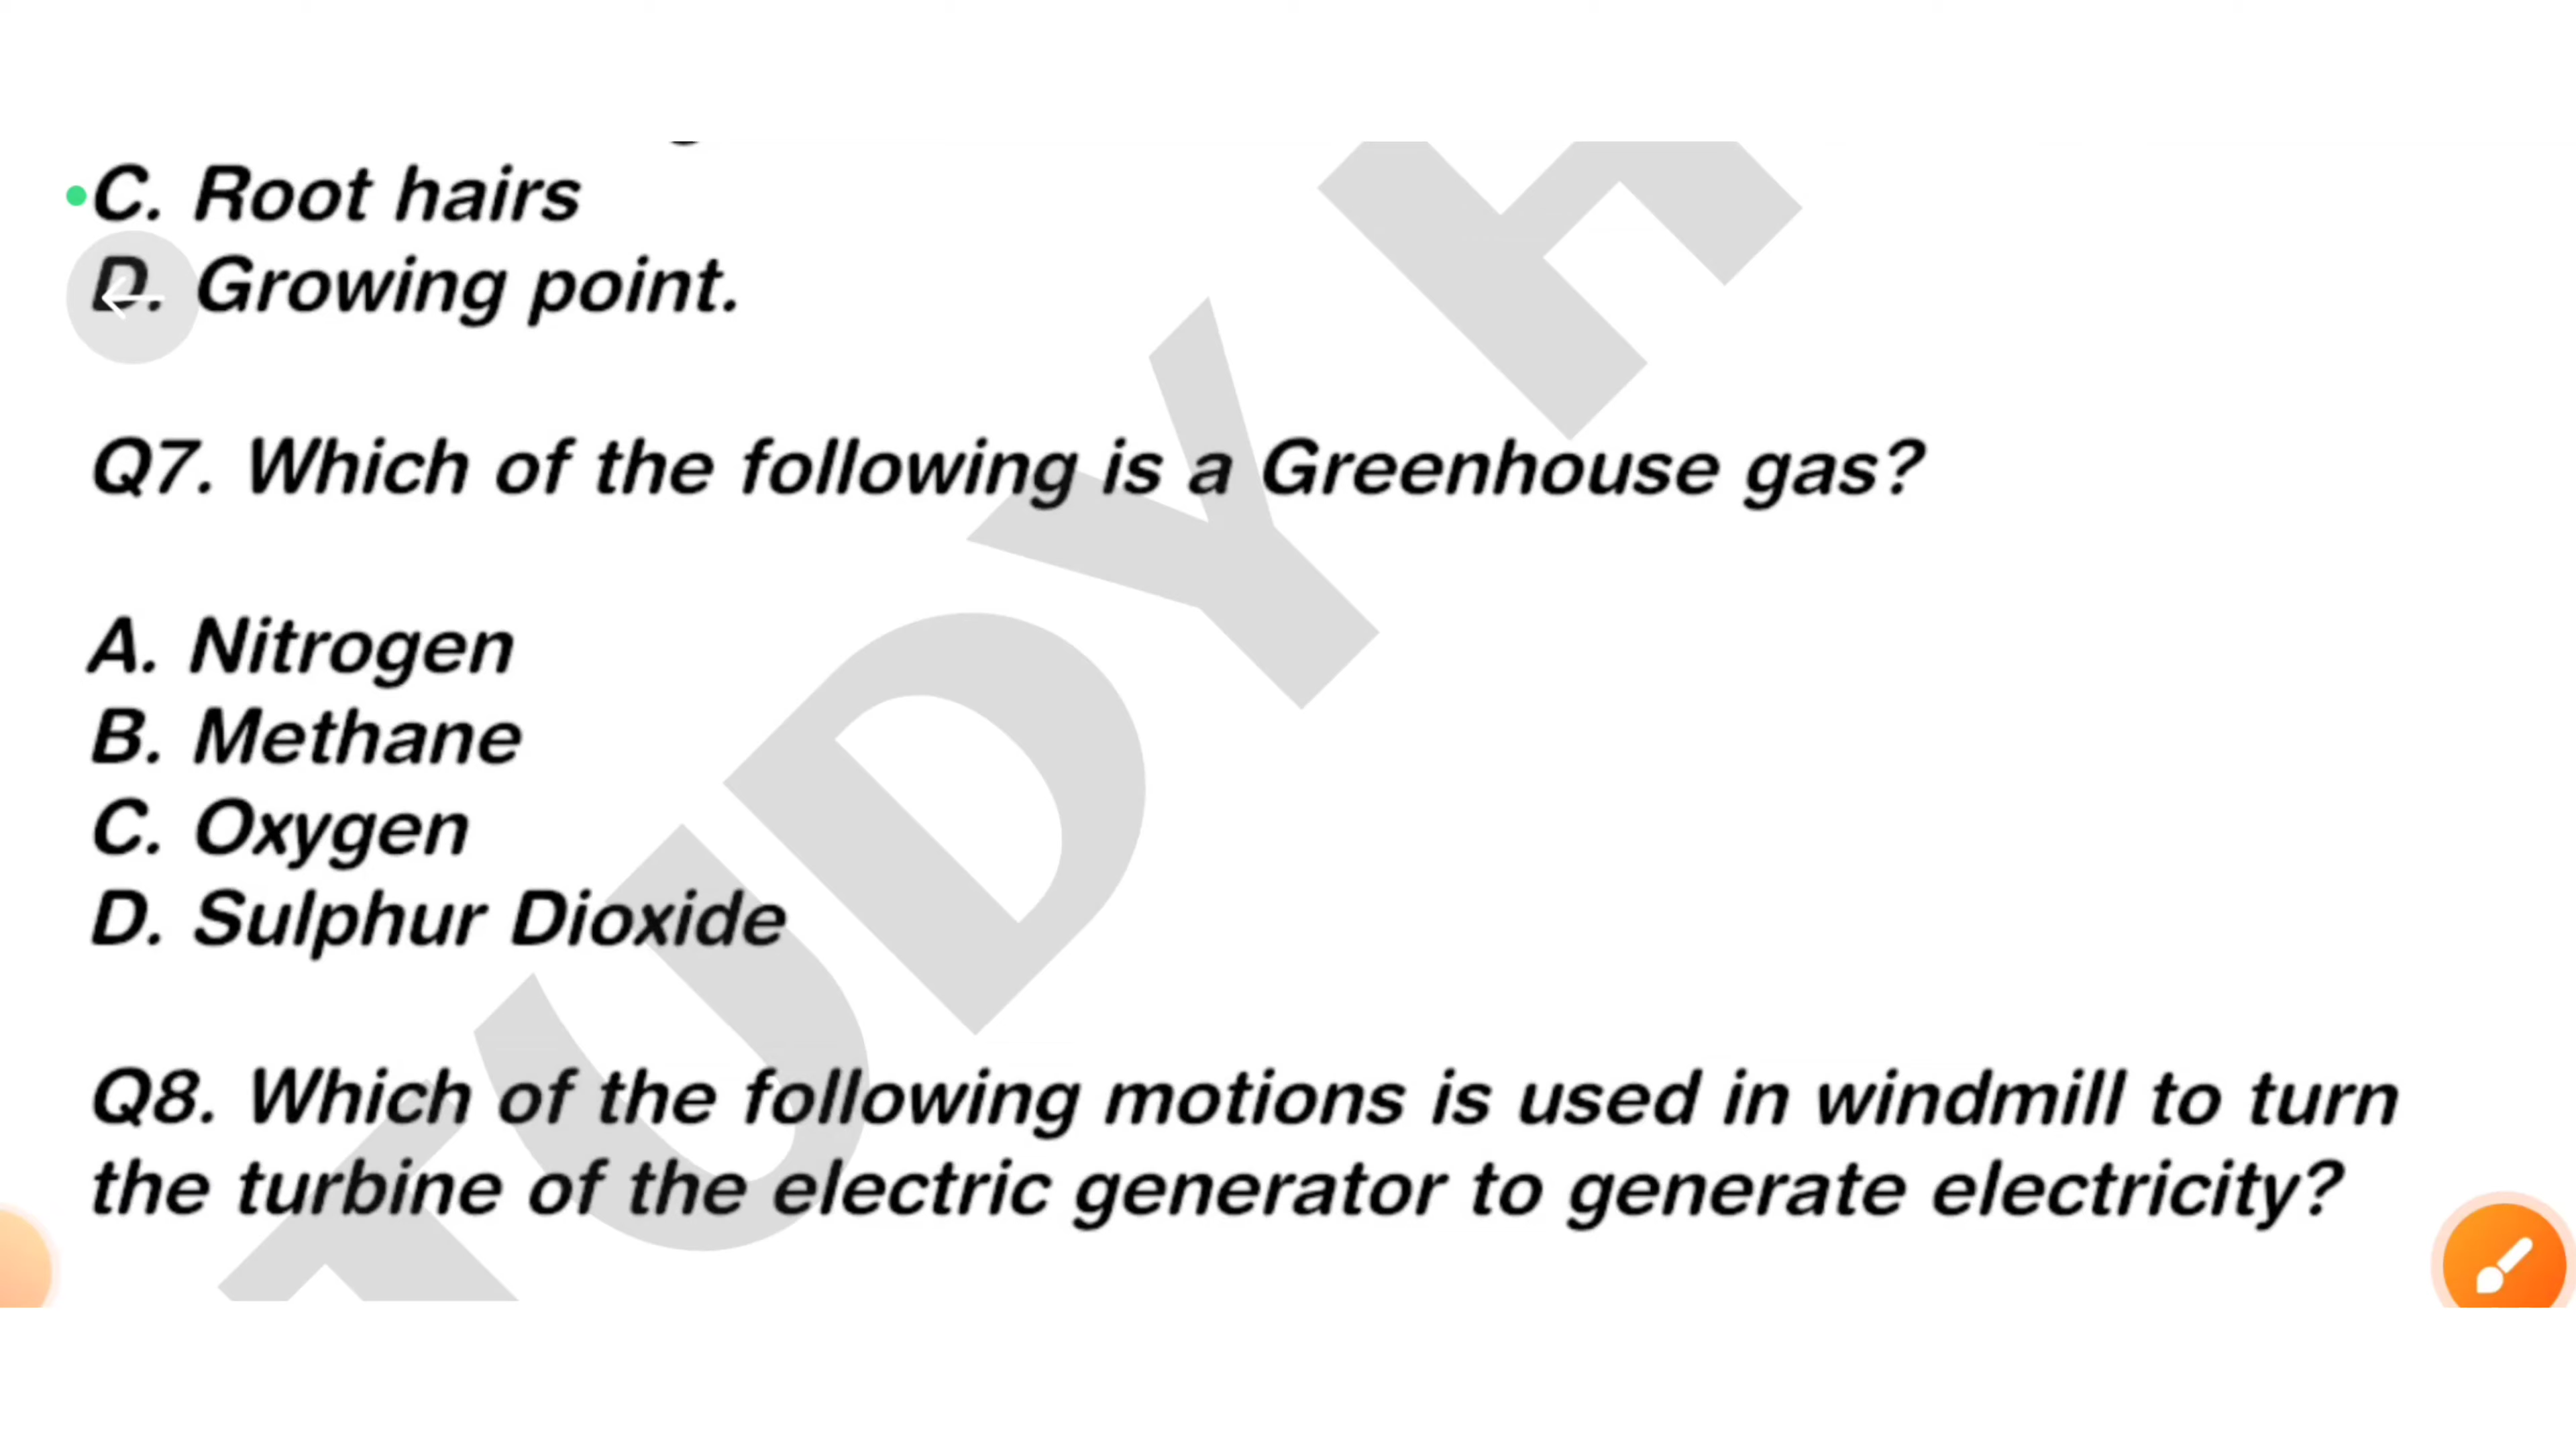 C. Root hairs
D. Growing point.
Q7. Which of the following is a Greenhouse gas?
A. Nitrogen
B. Methane
C. Oxygen
D. Sulphur Dioxide
Q8. Which of the following motions is used in windmill to turn
the turbine of the electric generator to generate electricity?
TUDYH